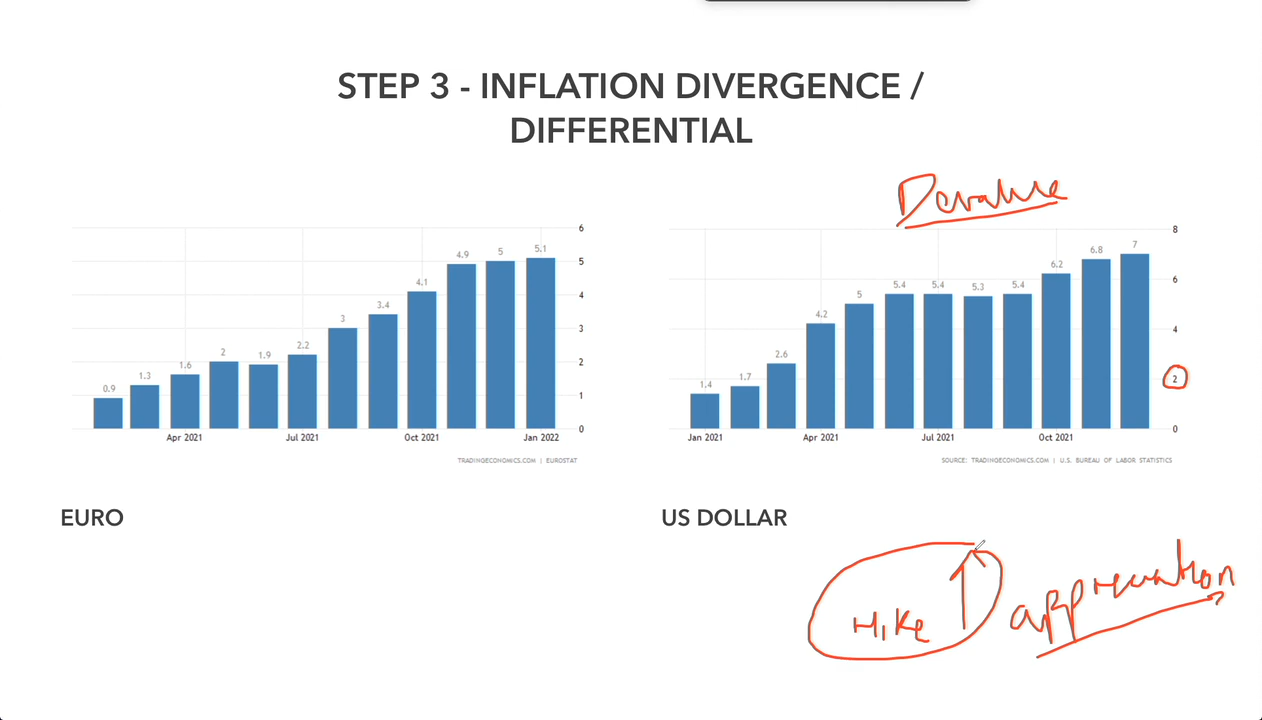 STEP 3 - INFLATION DIVERGENCE /
DIFFERENTIAL
Devalue
6
5
4
3
2
1
0
0.9 1.3 1.6 2 1.9 2.2 3 3.4 4.1 4.9 5 5.1
Apr 2021 Jul 2021 Oct 2021 Jan 2022
TRADINGECONOMICS.COM | EUROSTAT
8
6
4
2
0
1.4 1.7 2.6 4.2 5 5.4 5.4 5.3 5.4 6.2 6.8 7
Jan 2021 Apr 2021 Jul 2021 Oct 2021
SOURCE: TRADINGECONOMICS.COM | U.S. BUREAU OF LABOR STATISTICS
EURO
US DOLLAR
Hike
appreciation